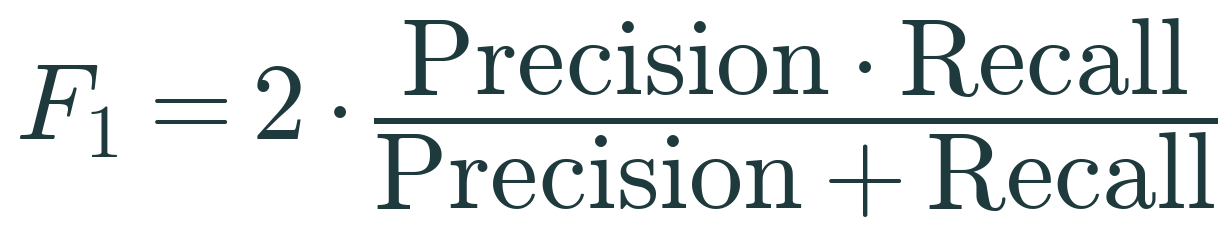 F₁ = 2 · (Precision · Recall) / (Precision + Recall)